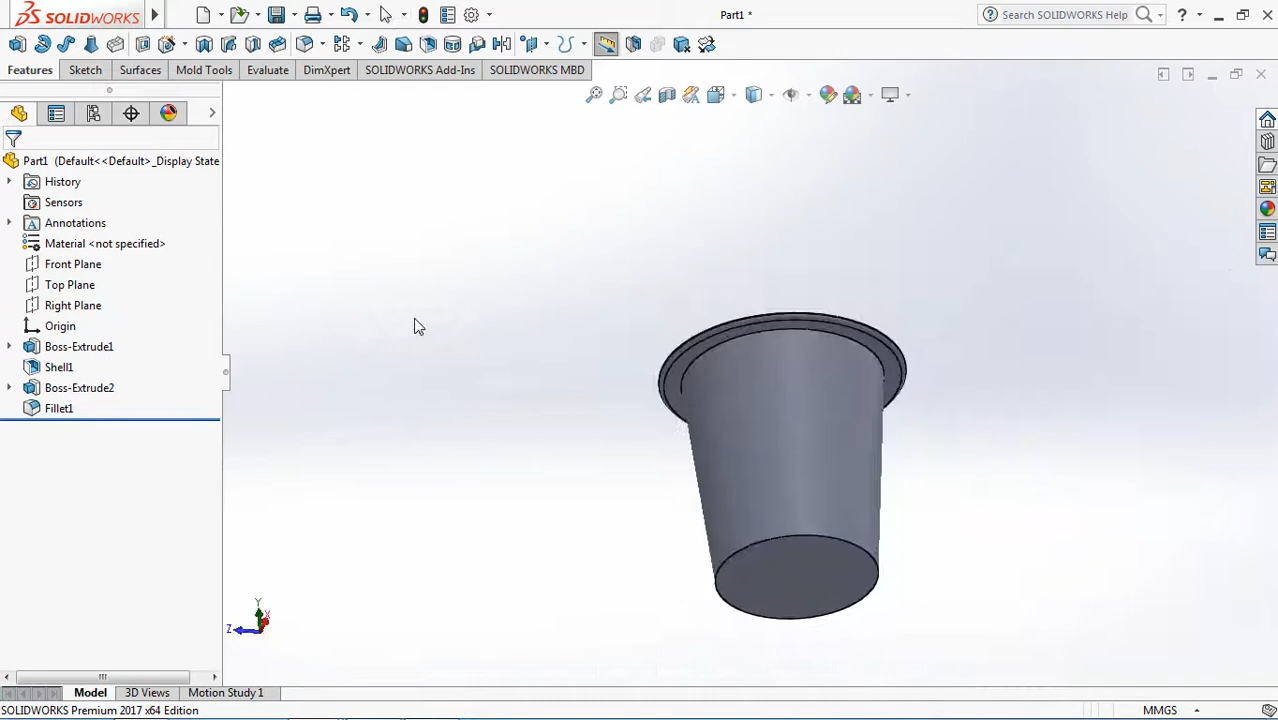 SOLIDWORKS
Part1 *
Search SOLIDWORKS Help
?
Features
Sketch
Surfaces
Mold Tools
Evaluate
DimXpert
SOLIDWORKS Add-Ins
SOLIDWORKS MBD
Part1 (Default<<Default>_Display State
History
Sensors
Annotations
Material <not specified>
Front Plane
Top Plane
Right Plane
Origin
Boss-Extrude1
Shell1
Boss-Extrude2
Fillet1
Y
X
Z
Model
3D Views
Motion Study 1
SOLIDWORKS Premium 2017 x64 Edition
MMGS